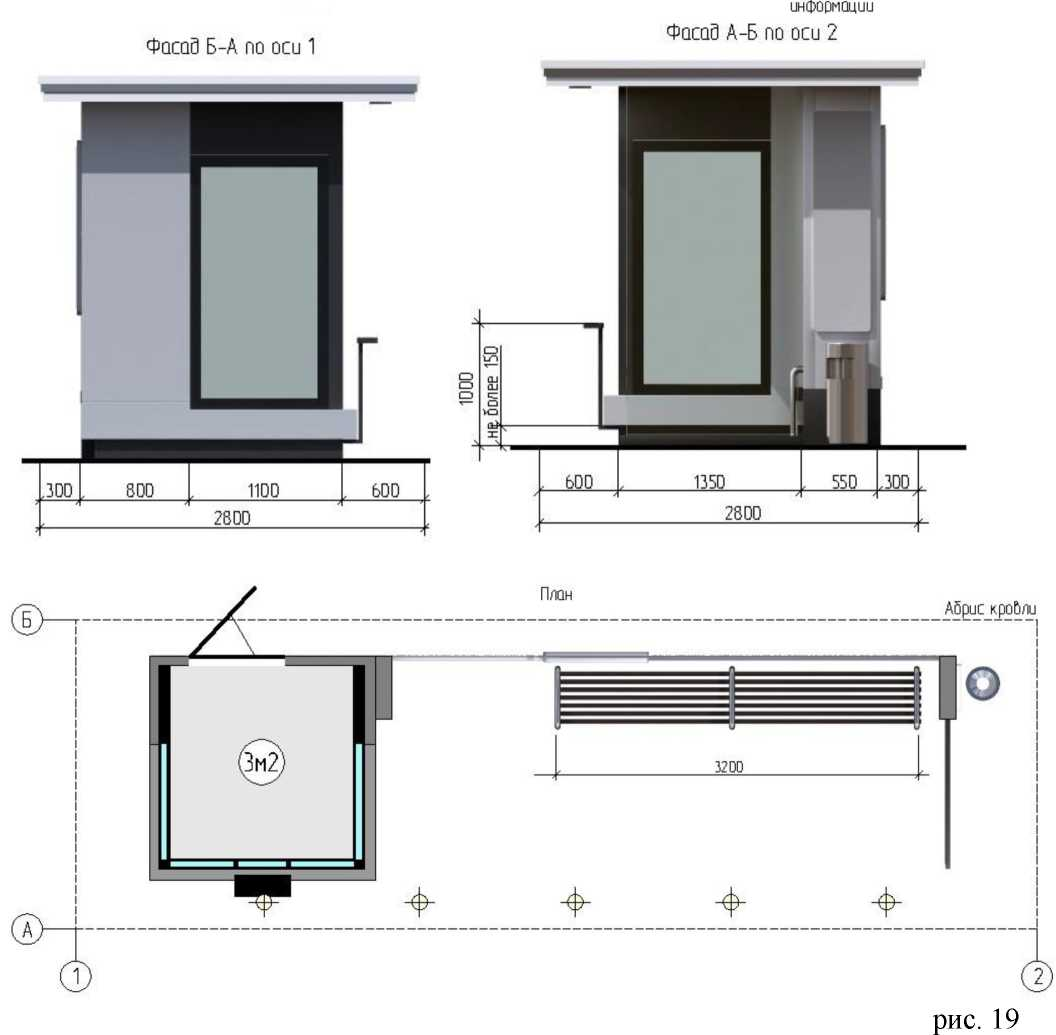 информации
Фасад Б-А по оси 1
Фасад А-Б по оси 2
1000
не более 150
300
800
1100
600
2800
600
1350
550
300
2800
План
Абрис кровли
Б
3м2
3200
А
1
2
рис. 19